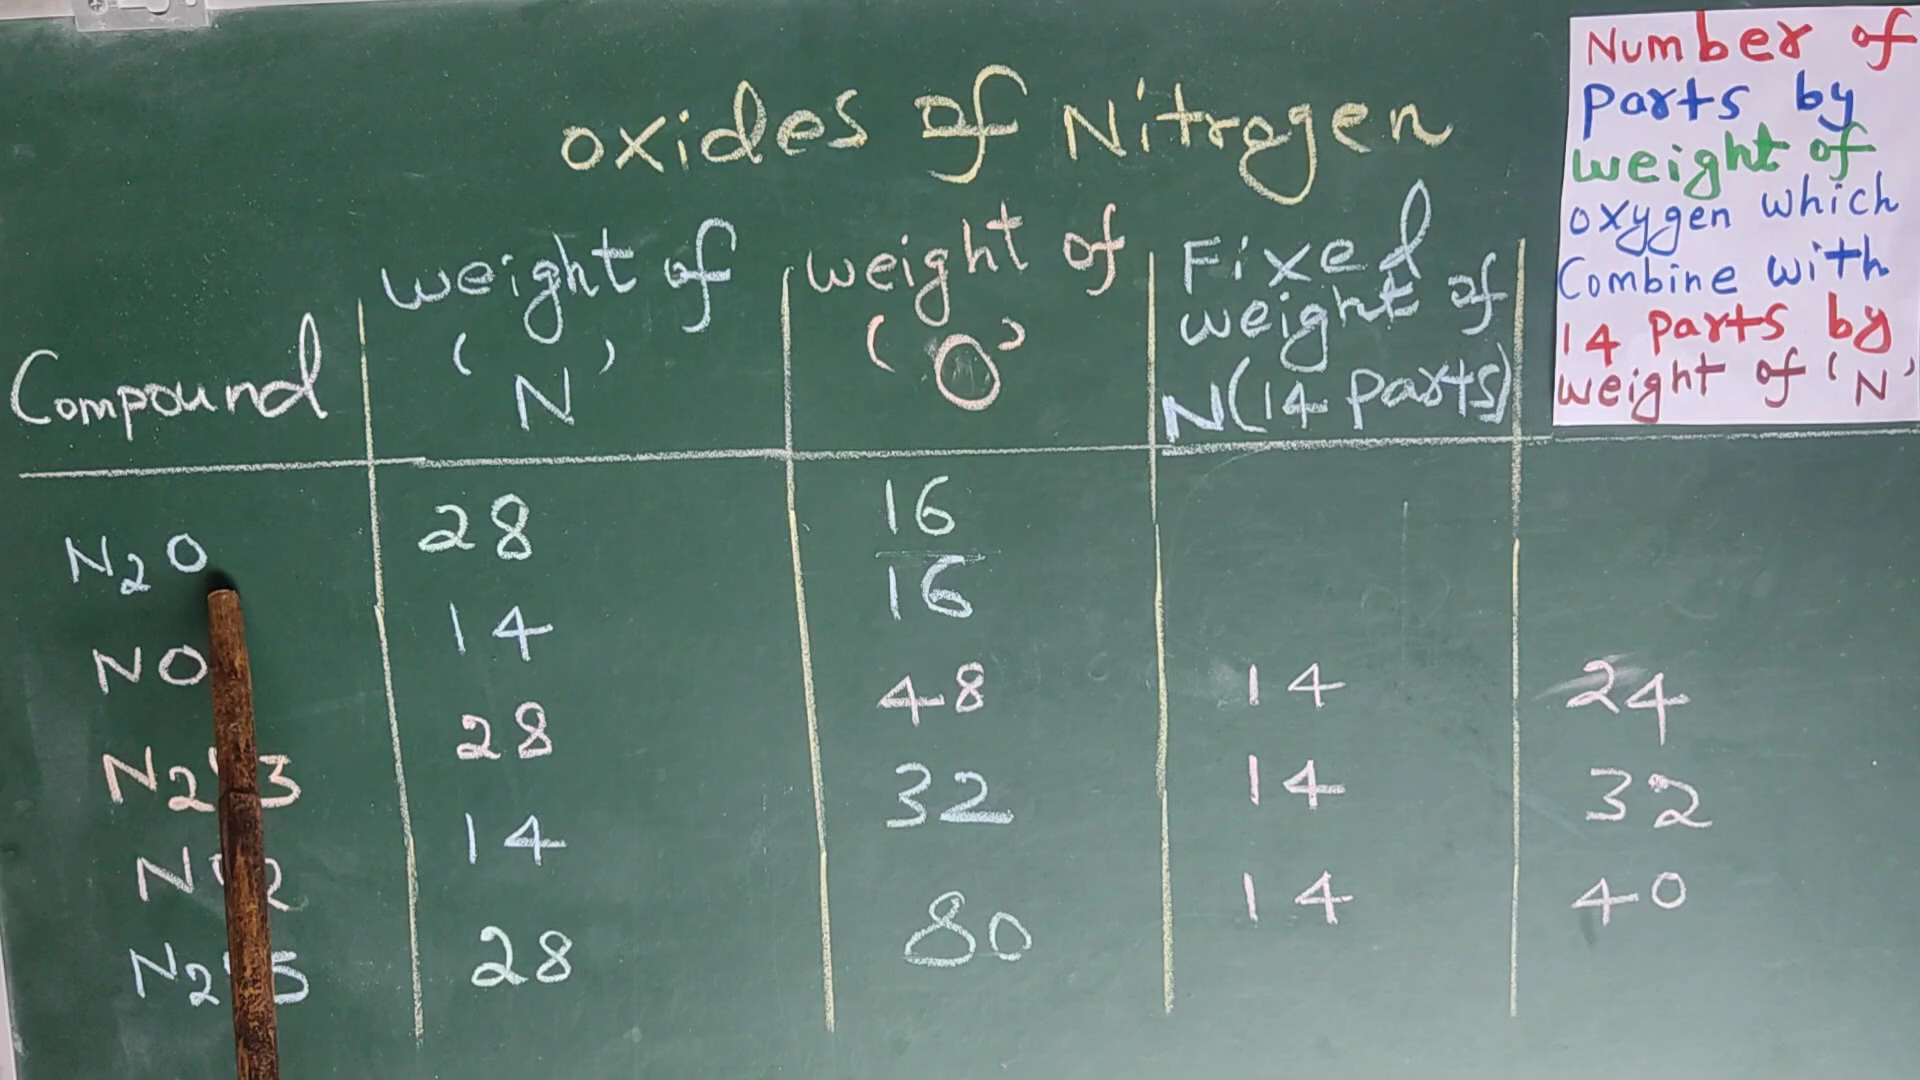 oxides of Nitrogen
Compound
weight of
'N'
weight of
'O'
Fixed
weight of
N(14 parts)
Number of
parts by
weight of
oxygen which
Combine with
14 parts by
weight of 'N'
N2O 28 16
NO 14 16
28 48 14 24
14 32 14 32
28 80 14 40